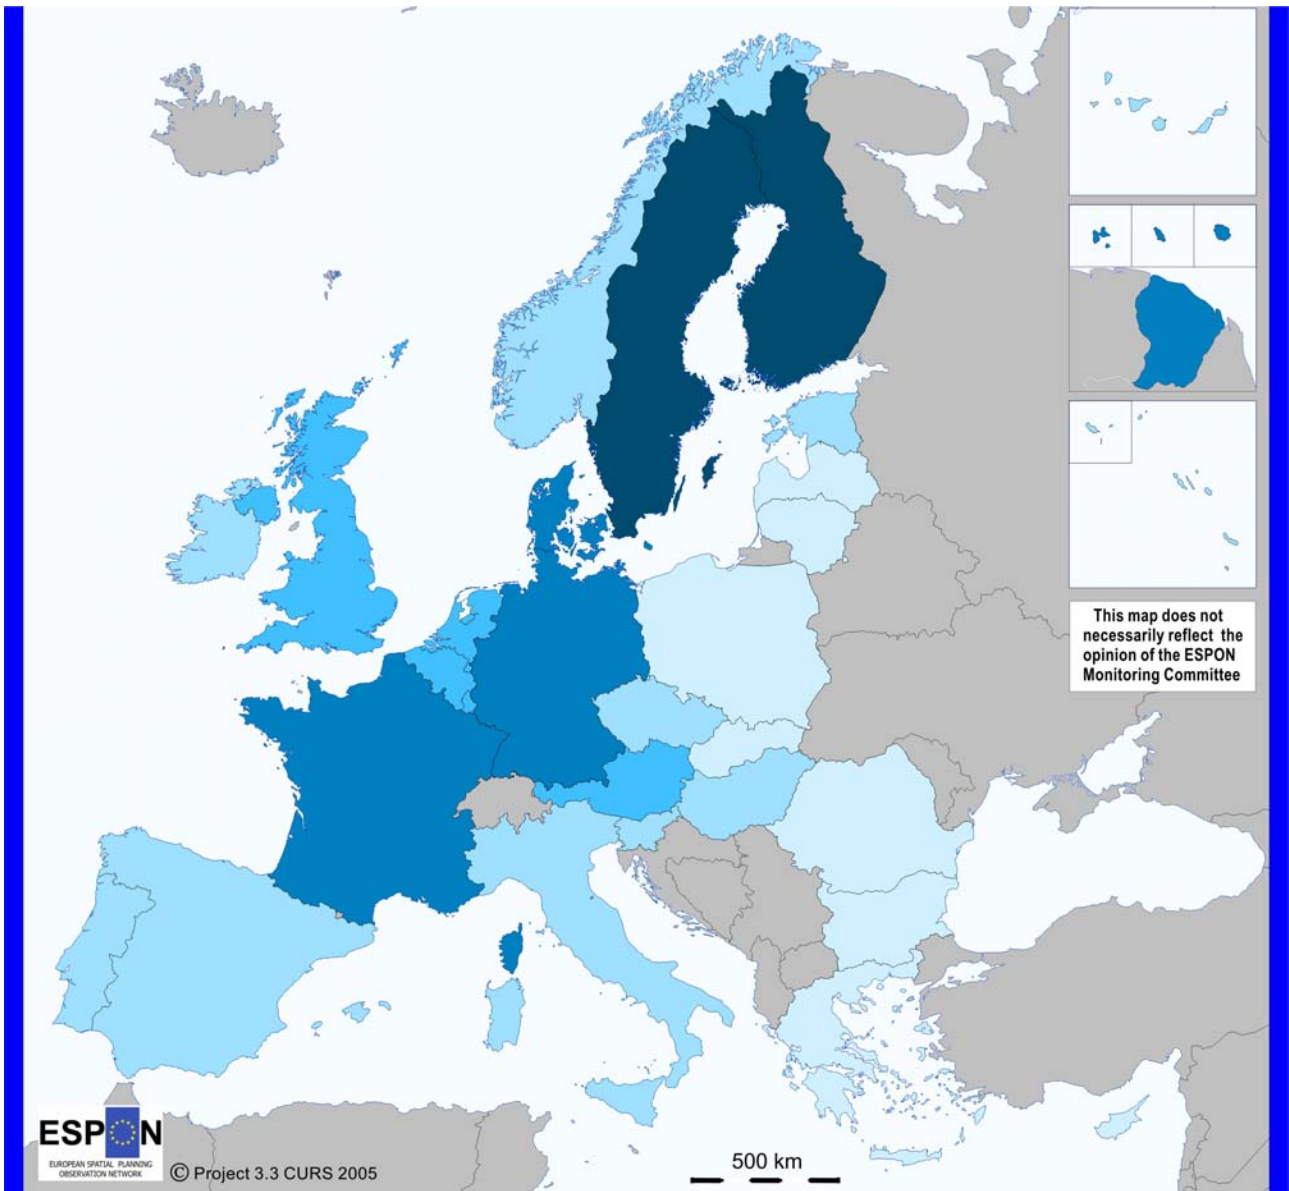 This map does not
necessarily reflect the
opinion of the ESPON
Monitoring Committee
ESPON
EUROPEAN SPATIAL PLANNING
OBSERVATION NETWORK
© Project 3.3 CURS 2005
500 km